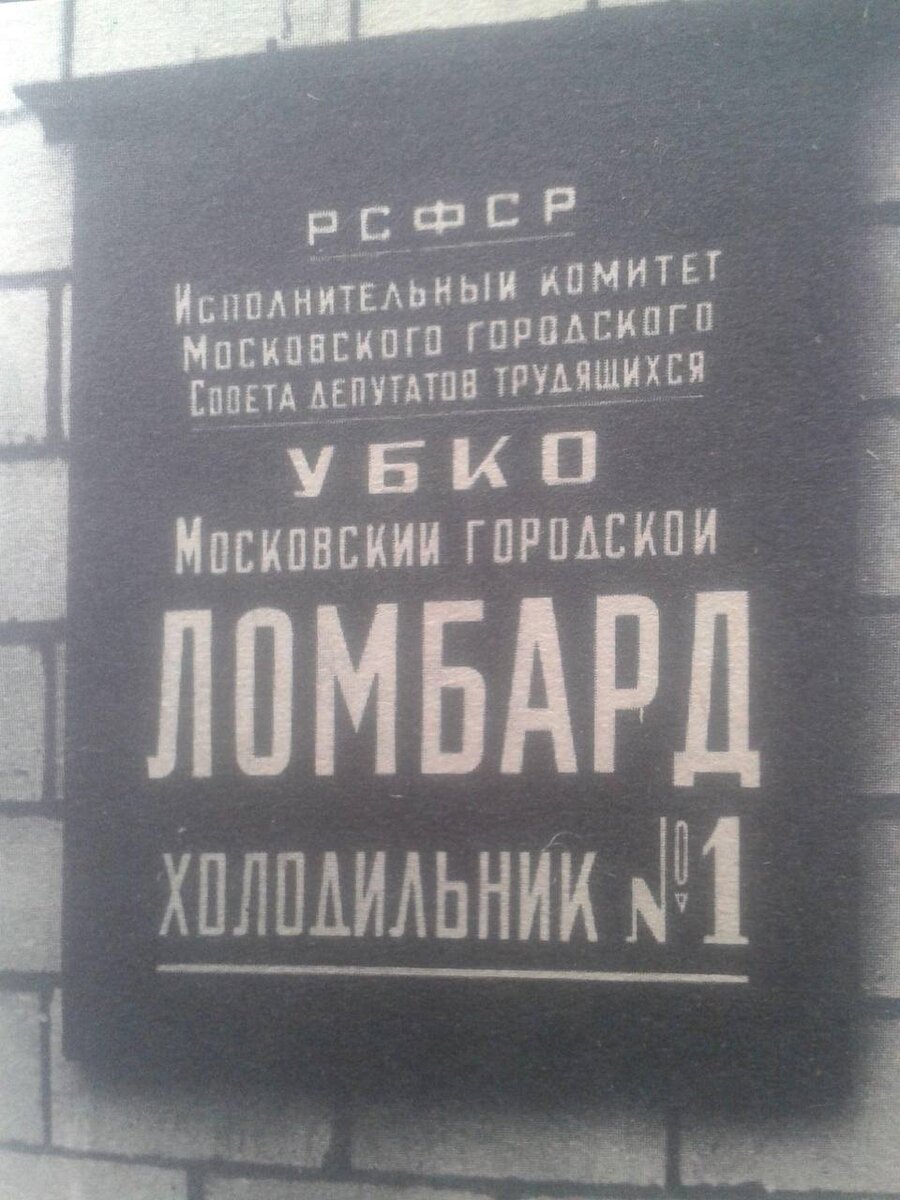 РСФСР
Исполнительный комитет
Московского городского
Совета депутатов трудящихся
УБКО
Московский городской
ЛОМБАРД
ХОЛОДИЛЬНИК №1